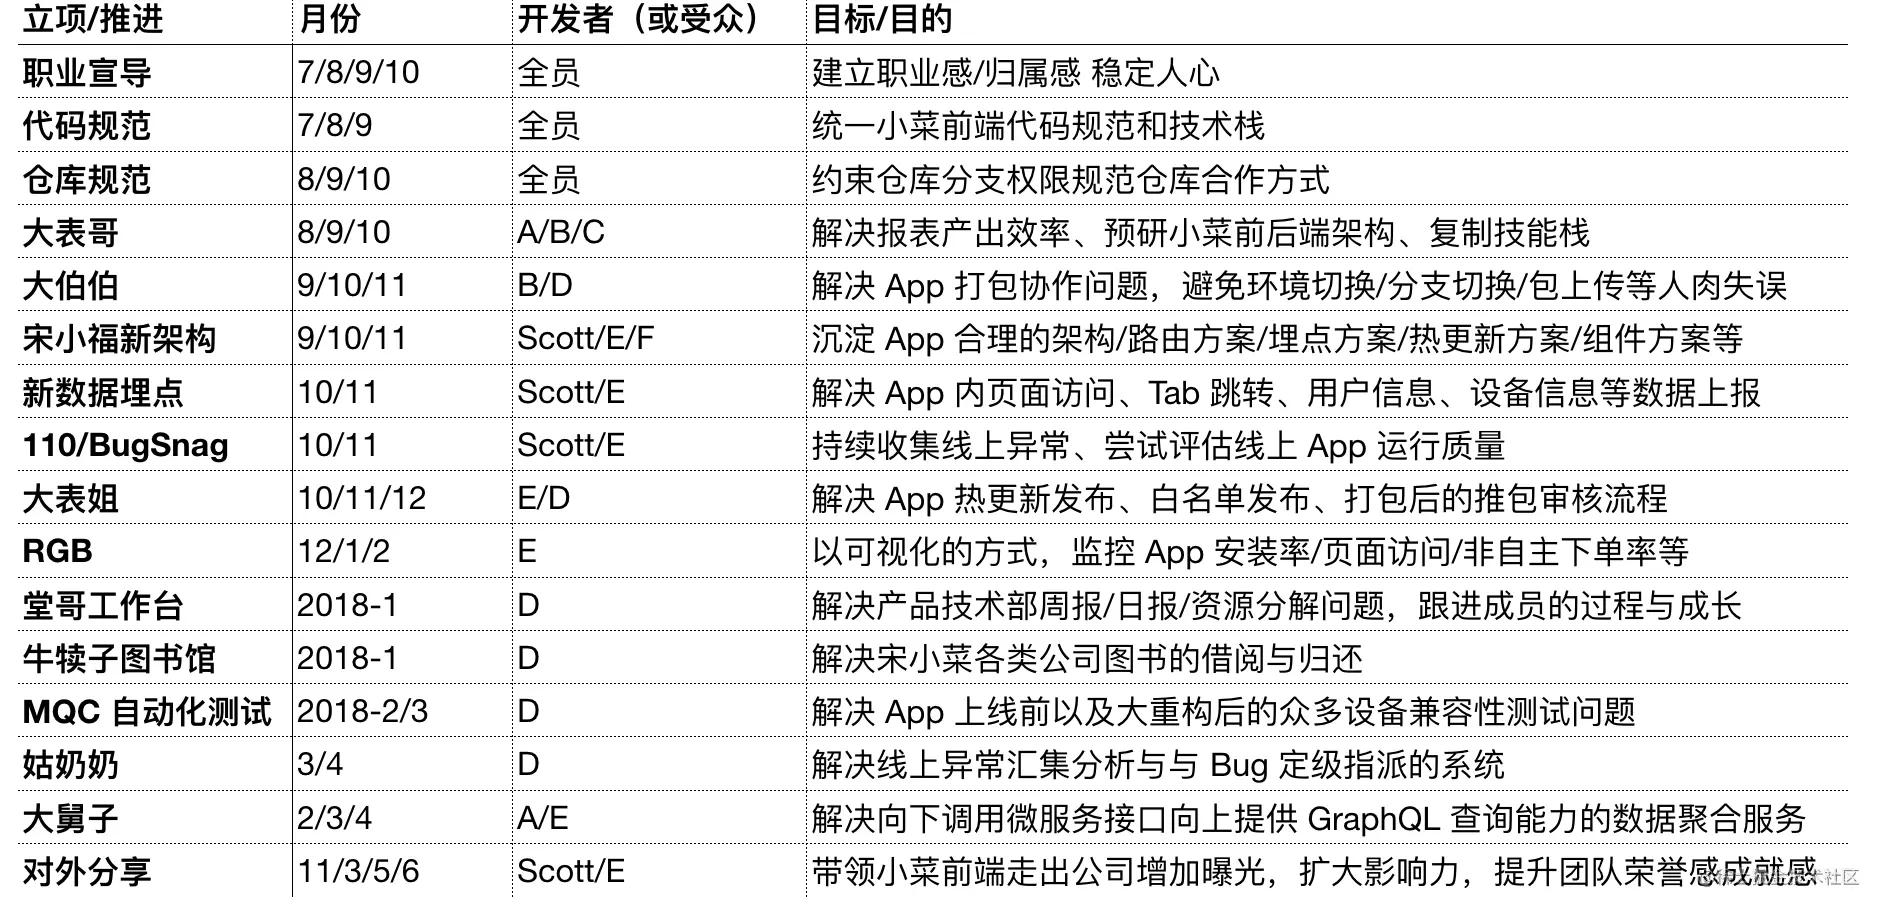 立项/推进 月份 开发者（或受众） 目标/目的
职业宣导 7/8/9/10 全员 建立职业感/归属感 稳定人心
代码规范 7/8/9 全员 统一小菜前端代码规范和技术栈
仓库规范 8/9/10 全员 约束仓库分支权限规范仓库合作方式
大表哥 8/9/10 A/B/C 解决报表产出效率、预研小菜前后端架构、复制技能栈
大伯伯 9/10/11 B/D 解决 App 打包协作问题，避免环境切换/分支切换/包上传等人肉失误
宋小福新架构 9/10/11 Scott/E/F 沉淀 App 合理的架构/路由方案/埋点方案/热更新方案/组件方案等
新数据埋点 10/11 Scott/E 解决 App 内页面访问、Tab 跳转、用户信息、设备信息等数据上报
110/BugSnag 10/11 Scott/E 持续收集线上异常、尝试评估线上 App 运行质量
大表姐 10/11/12 E/D 解决 App 热更新发布、白名单发布、打包后的推包审核流程
RGB 12/1/2 E 以可视化的方式，监控 App 安装率/页面访问/非自主下单率等
堂哥工作台 2018-1 D 解决产品技术部周报/日报/资源分解问题，跟进成员的过程与成长
牛犊子图书馆 2018-1 D 解决宋小菜各类公司图书的借阅与归还
MQC 自动化测试 2018-2/3 D 解决 App 上线前以及大重构后的众多设备兼容性测试问题
姑奶奶 3/4 D 解决线上异常汇集分析与与 Bug 定级指派的系统
大舅子 2/3/4 A/E 解决向下调用微服务接口向上提供 GraphQL 查询能力的数据聚合服务
对外分享 11/3/5/6 Scott/E 带领小菜前端走出公司增加曝光，扩大影响力，提升团队荣誉感成就感
@稀土掘金技术社区